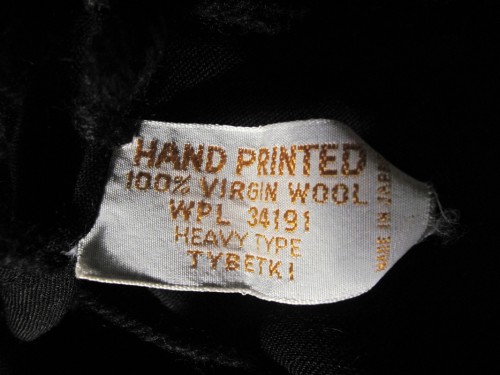 HAND PRINTED
100% VIRGIN WOOL
WPL 34191
HEAVY TYPE
TYBETKI
MADE IN JAPAN